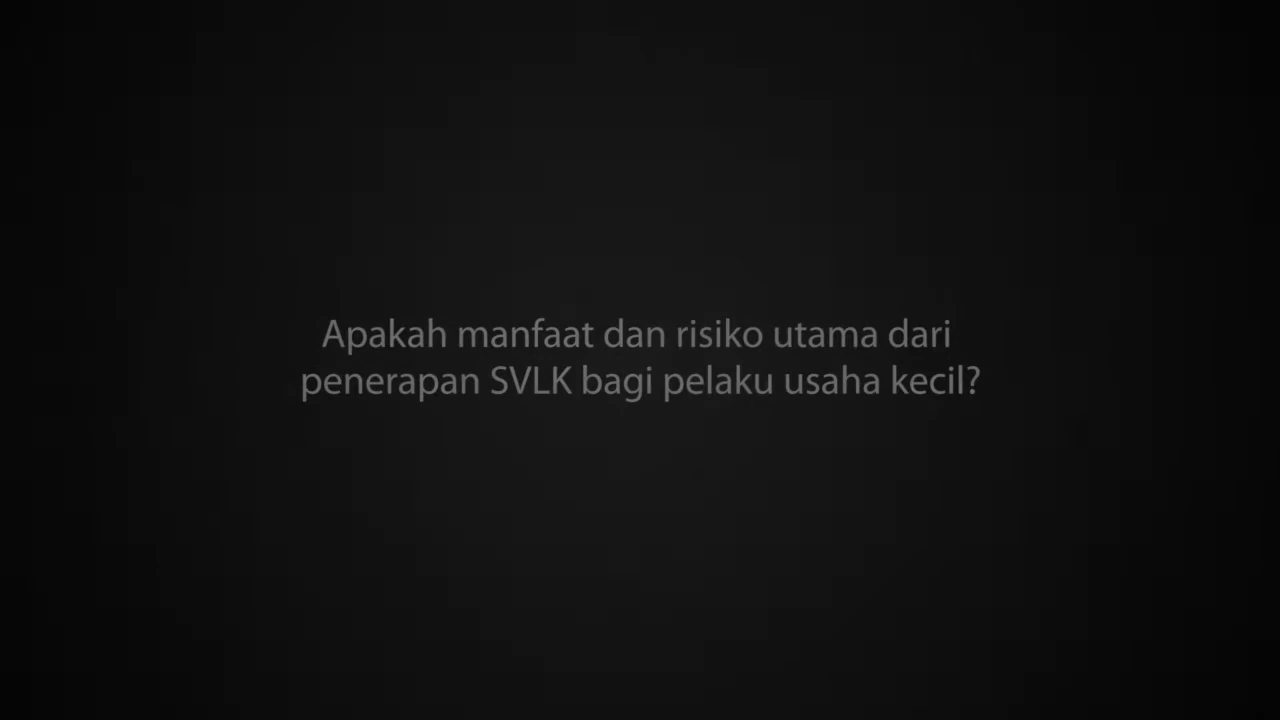 Apakah manfaat dan risiko utama dari
penerapan SVLK bagi pelaku usaha kecil?